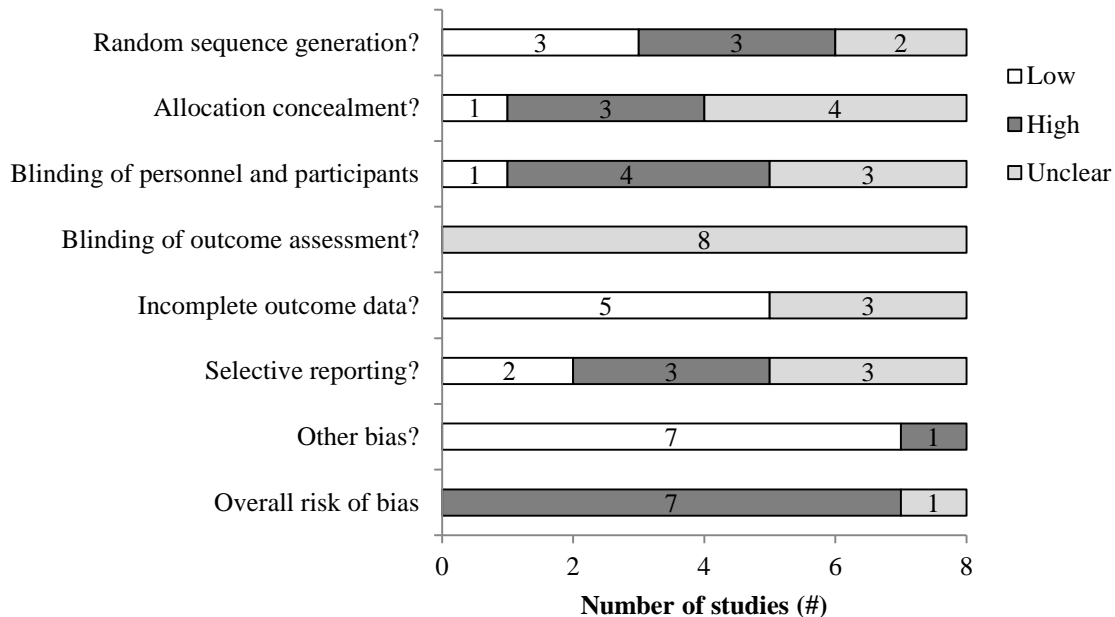 Random sequence generation?
3 3 2
Low
Allocation concealment?
1 3 4
High
Blinding of personnel and participants
1 4 3
Unclear
Blinding of outcome assessment?
8
Incomplete outcome data?
5 3
Selective reporting?
2 3 3
Other bias?
7 1
Overall risk of bias
7 1
0 2 4 6 8
Number of studies (#)